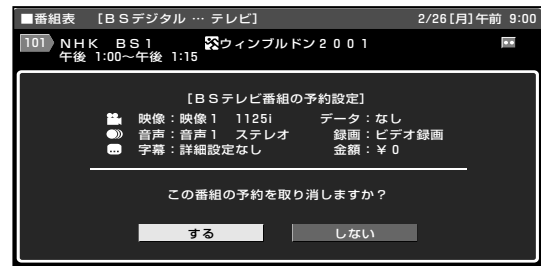 ■番組表 [BSデジタル … テレビ] 2/26[月]午前 9:00
101 NHK BS1 ウィンブルドン2001
午後 1:00~午後 1:15
[BSテレビ番組の予約設定]
映像:映像1 1125i データ:なし
音声:音声1 ステレオ 録画:ビデオ録画
字幕:詳細設定なし 金額:¥0
この番組の予約を取り消しますか?
する しない